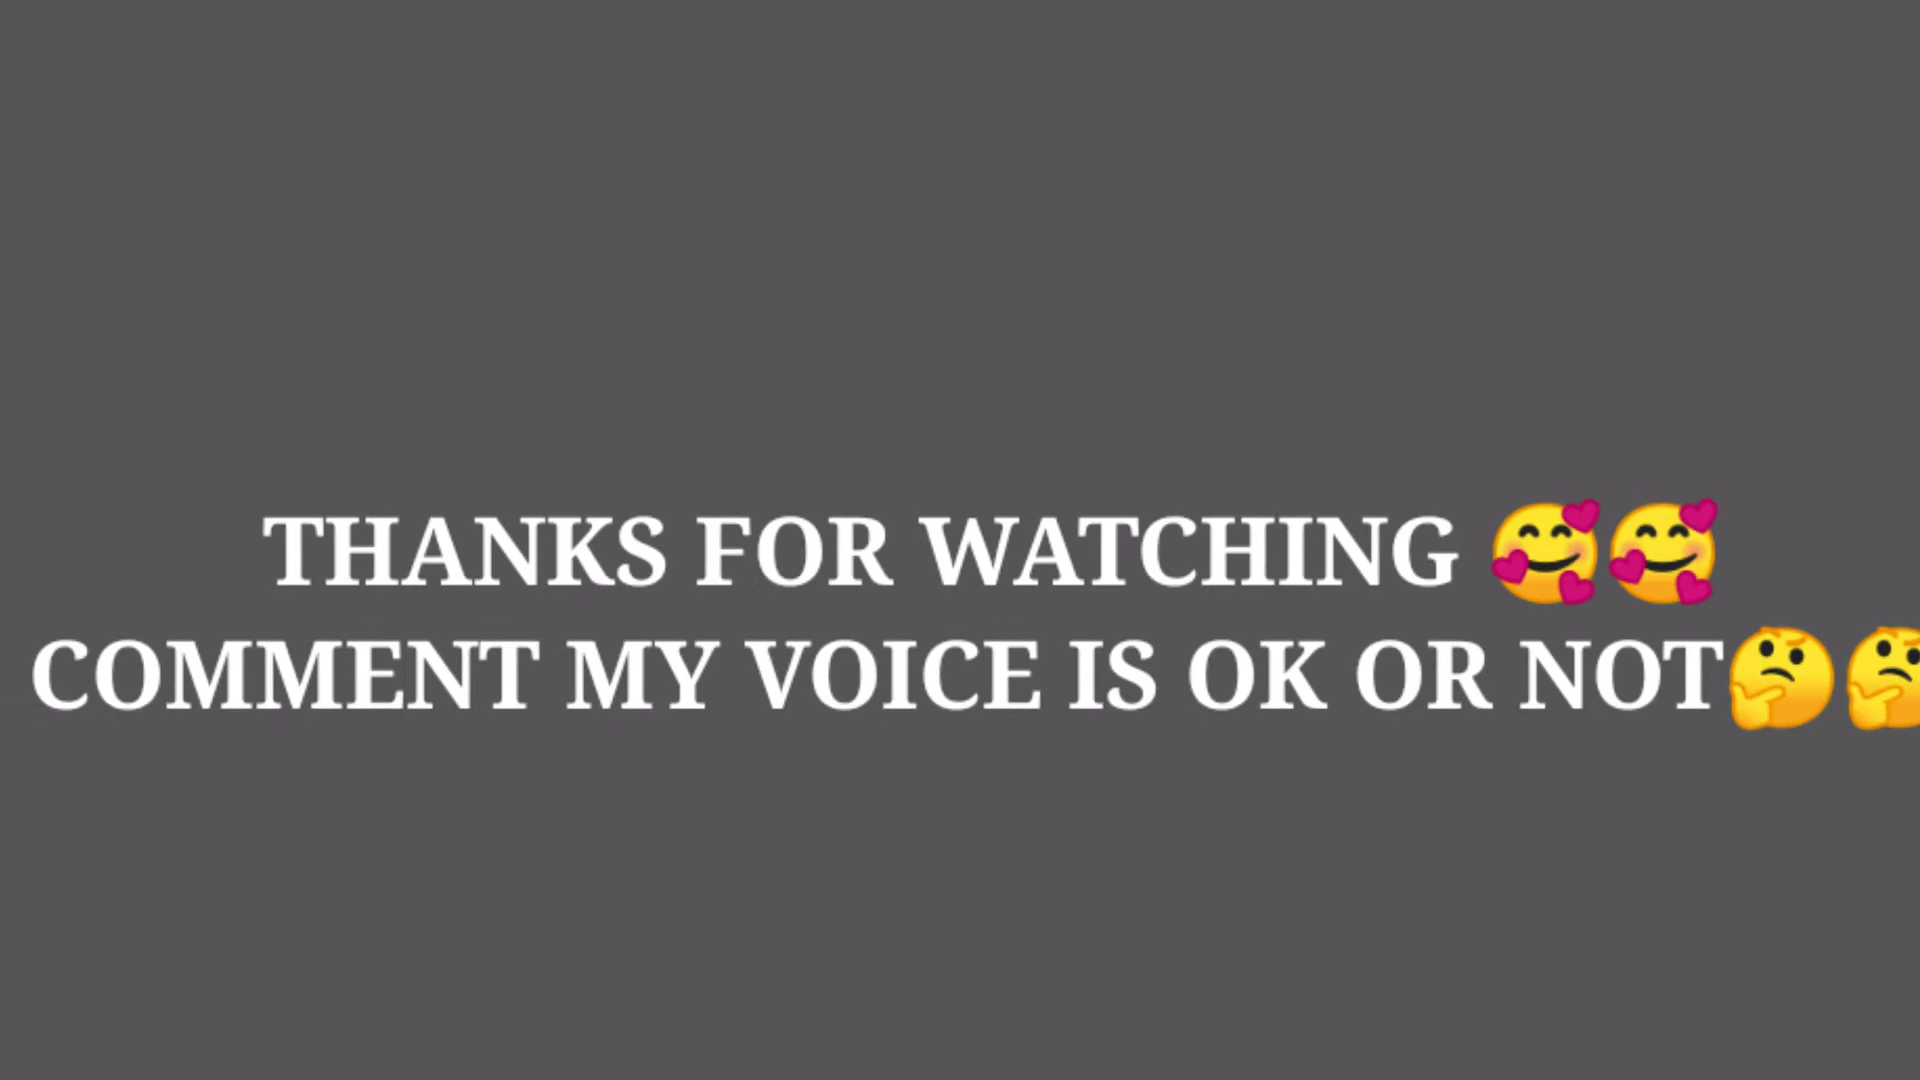 THANKS FOR WATCHING 🥰🥰
COMMENT MY VOICE IS OK OR NOT🤔🤔